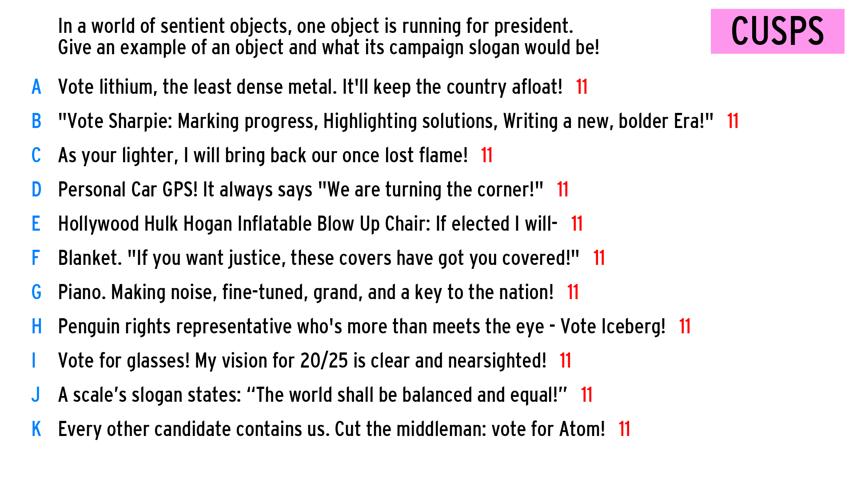 In a world of sentient objects, one object is running for president.
Give an example of an object and what its campaign slogan would be!
CUSPS
A Vote lithium, the least dense metal. It'll keep the country afloat! 11
B "Vote Sharpie: Marking progress, Highlighting solutions, Writing a new, bolder Era!" 11
C As your lighter, I will bring back our once lost flame! 11
D Personal Car GPS! It always says "We are turning the corner!" 11
E Hollywood Hulk Hogan Inflatable Blow Up Chair: If elected I will- 11
F Blanket. "If you want justice, these covers have got you covered!" 11
G Piano. Making noise, fine-tuned, grand, and a key to the nation! 11
H Penguin rights representative who's more than meets the eye - Vote Iceberg! 11
I Vote for glasses! My vision for 20/25 is clear and nearsighted! 11
J A scale’s slogan states: “The world shall be balanced and equal!” 11
K Every other candidate contains us. Cut the middleman: vote for Atom! 11